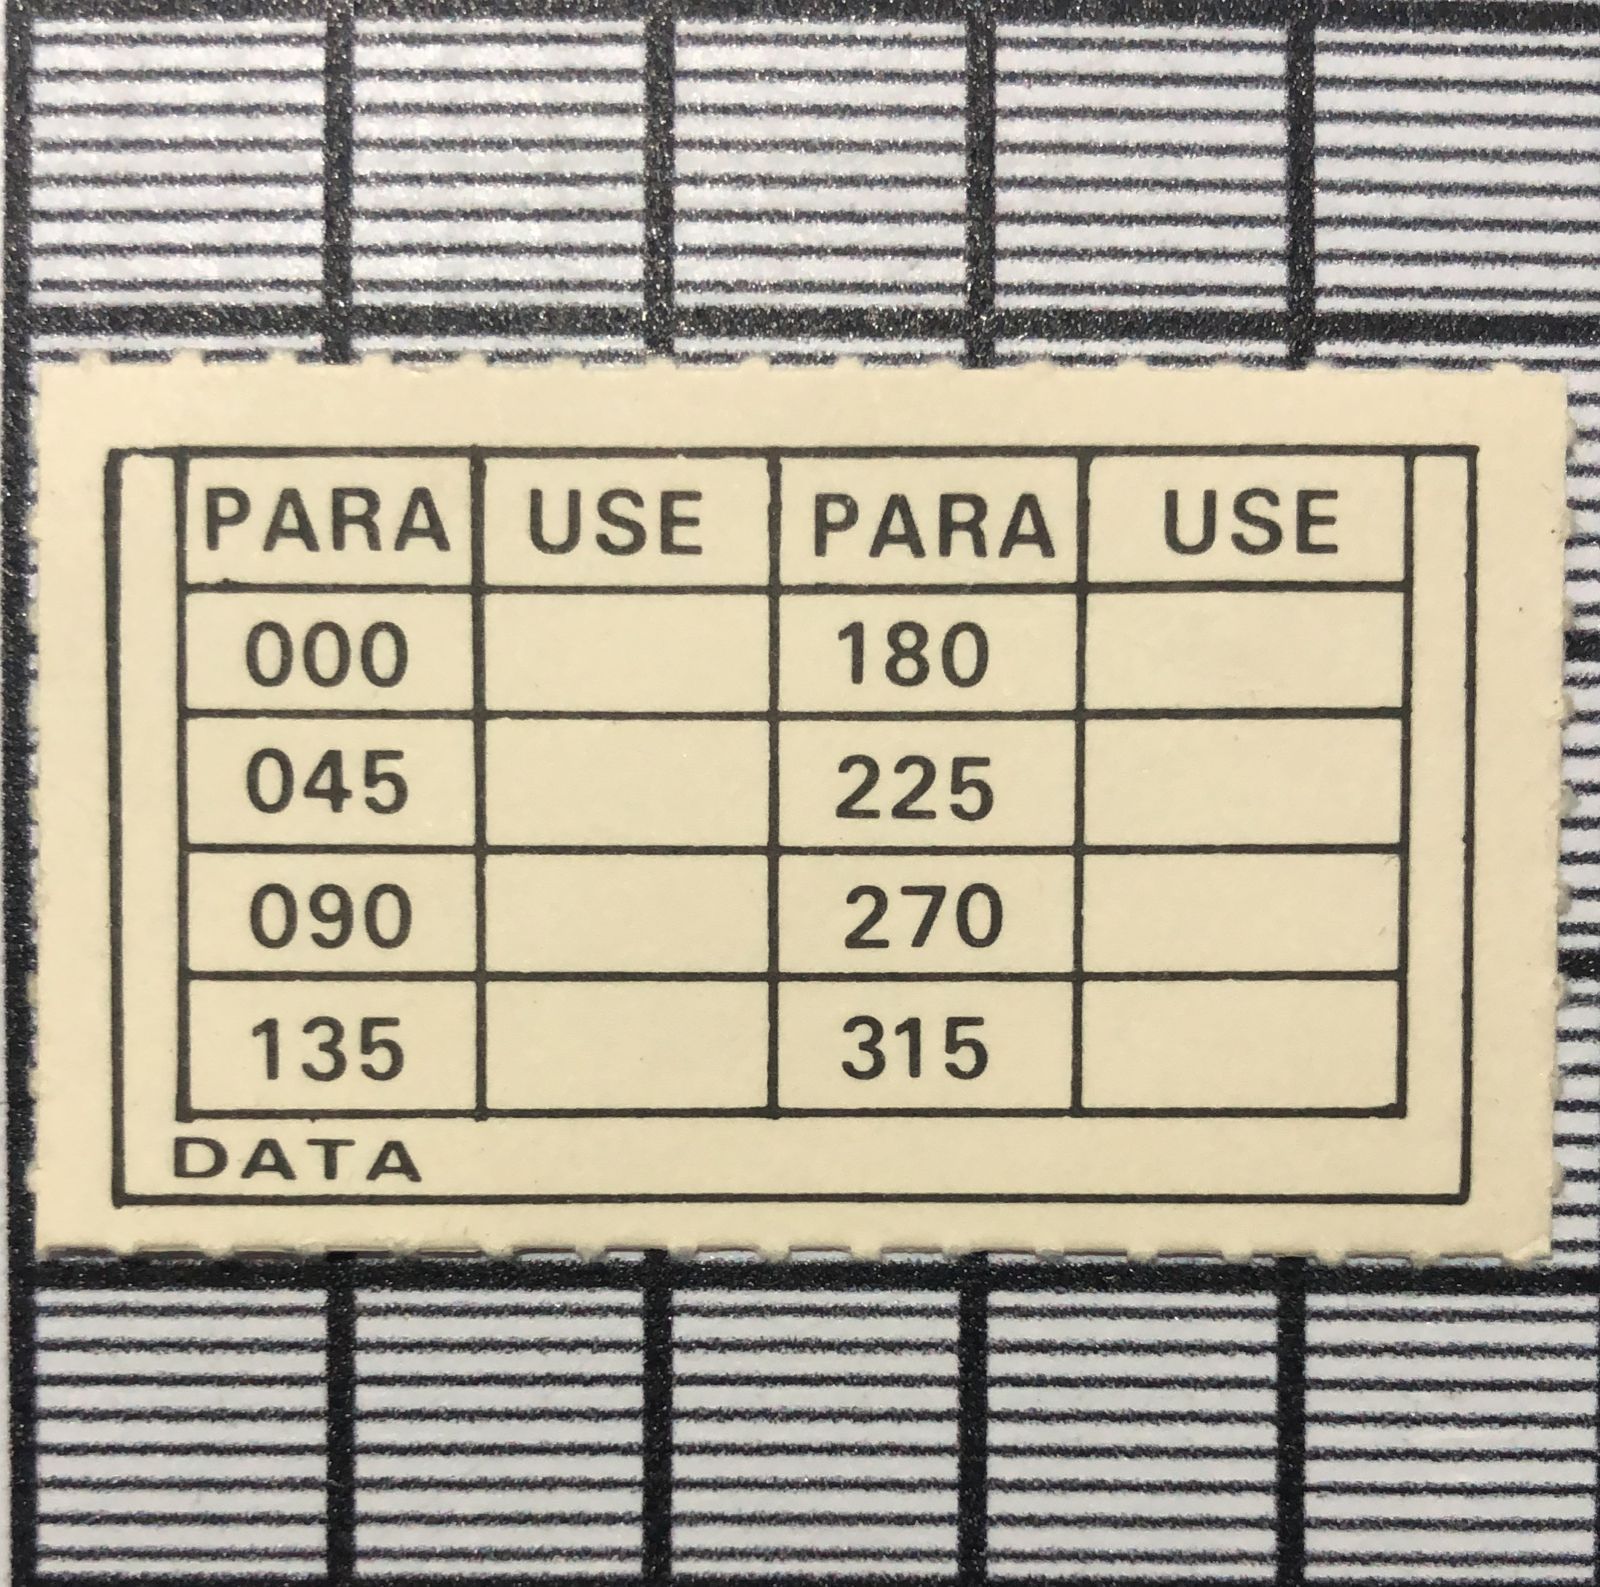 PARA USE PARA USE
000 180
045 225
090 270
135 315
DATA